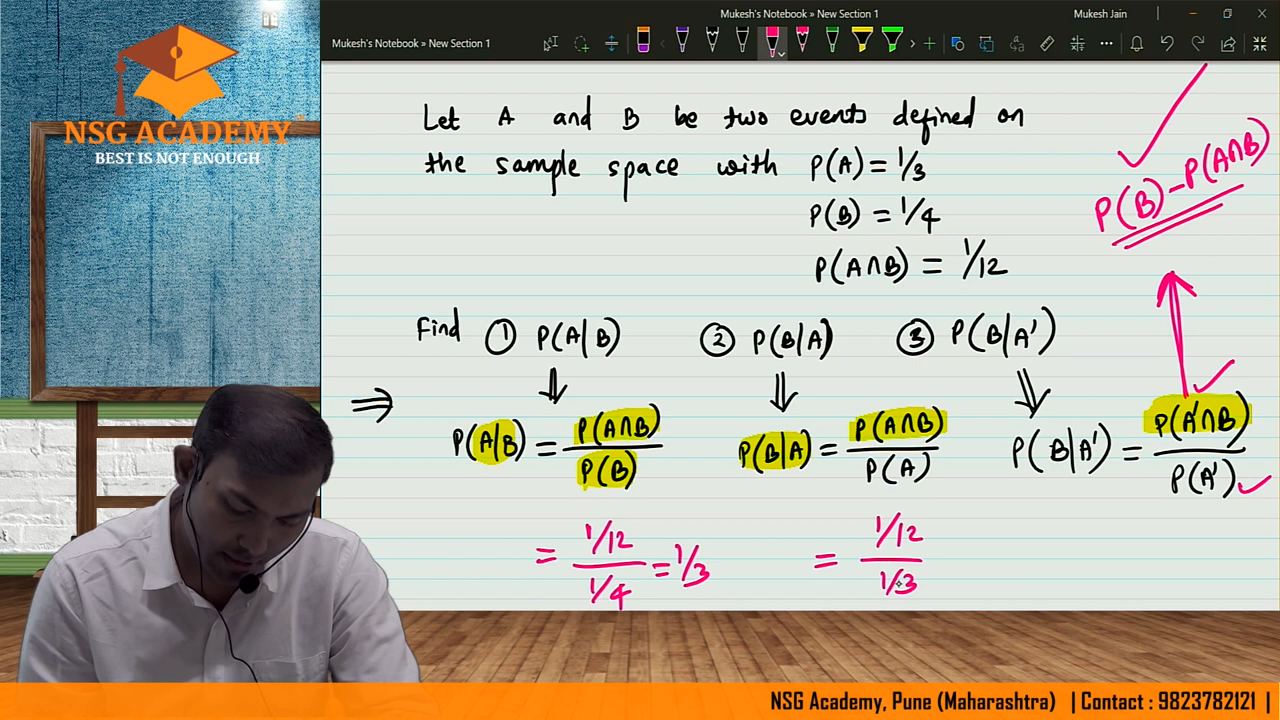 Mukesh's Notebook » New Section 1
Mukesh Jain
Mukesh's Notebook » New Section 1
NSG ACADEMY
BEST IS NOT ENOUGH
Let A and B be two events defined on
the sample space with P(A) = 1/3
P(B) = 1/4
P(A∩B) = 1/12
P(B) - P(A∩B)
Find ① P(A|B) ② P(B|A) ③ P(B|A')
⇒ P(A|B) = P(A∩B) / P(B)
P(B|A) = P(A∩B) / P(A)
P(B|A') = P(A'∩B) / P(A')
= 1/12 / 1/4 = 1/3
= 1/12 / 1/3
NSG Academy, Pune (Maharashtra) | Contact : 9823782121 |